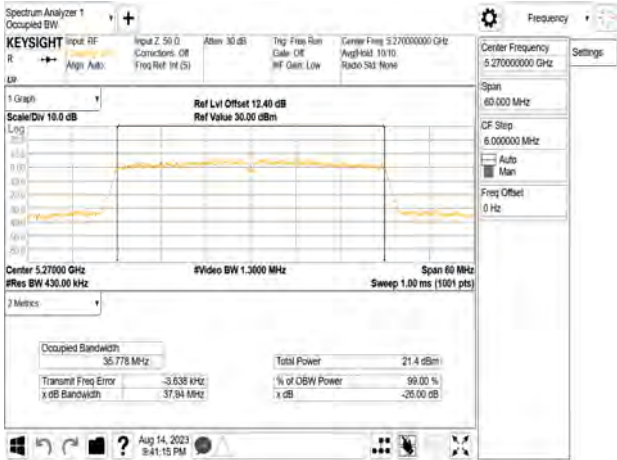 Spectrum Analyzer 1
Occupied BW
+
Frequency
Settings
KEYSIGHT
R
Input: RF
Align: Auto
Input Z: 50 Ω
Corrections: Off
Freq Ref: Int (S)
Atten: 30 dB
Trig: Free Run
Gate: Off
#IF Gain: Low
Center Freq: 5.270000000 GHz
Avg|Hold: 10/10
Radio Std: None
Center Frequency
5.270000000 GHz
Span
60.000 MHz
CF Step
6.000000 MHz
Auto
Man
Freq Offset
0 Hz
1 Graph
Scale/Div 10.0 dB
Log
Ref Lvl Offset 12.40 dB
Ref Value 30.00 dBm
Center 5.27000 GHz
#Res BW 430.00 kHz
#Video BW 1.3000 MHz
Span 60 MHz
Sweep 1.00 ms (1001 pts)
2 Metrics
Occupied Bandwidth
35.778 MHz
Total Power 21.4 dBm
Transmit Freq Error -3.638 kHz
% of OBW Power 99.00 %
x dB Bandwidth 37.94 MHz
x dB -26.00 dB
?
Aug 14, 2023
9:41:15 PM